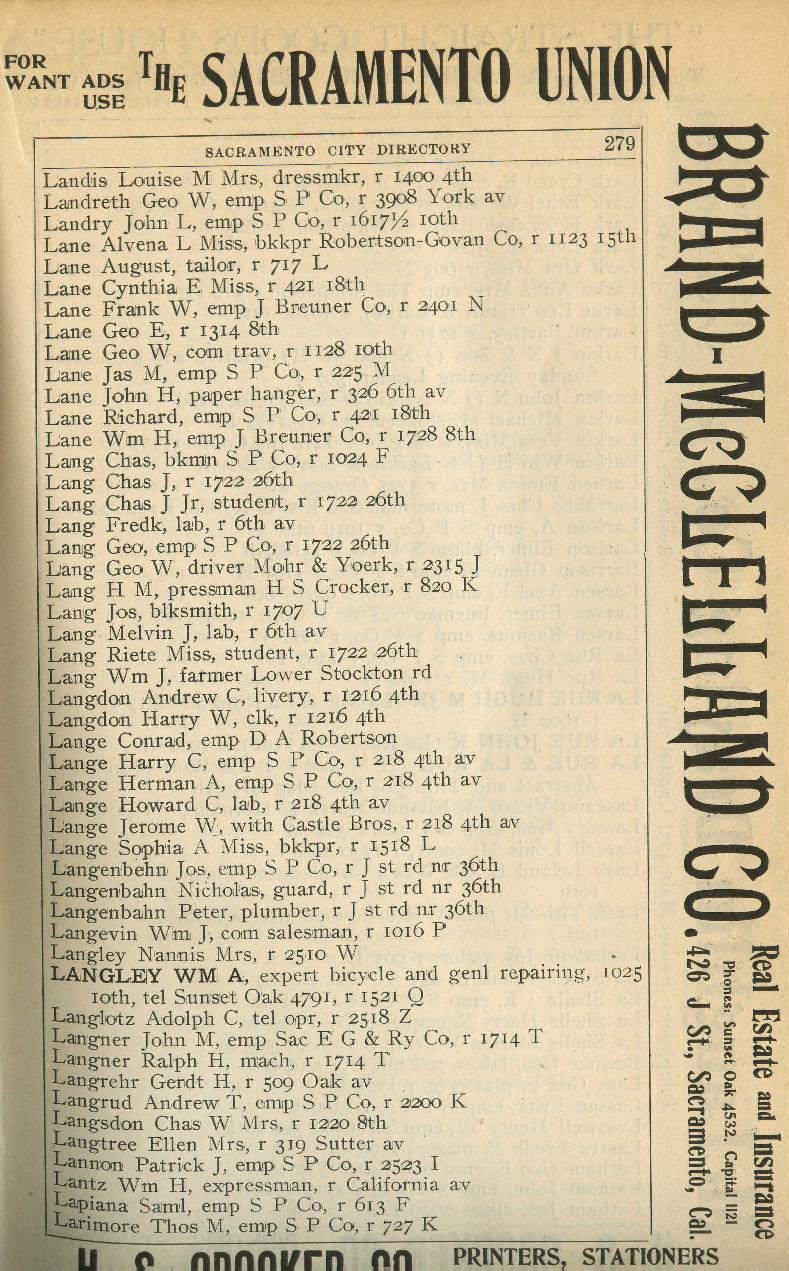 FOR
WANT ADS
USE
THE SACRAMENTO UNION
SACRAMENTO CITY DIRECTORY 279
Landis Louise M Mrs, dressmkr, r 1400 4th
Landreth Geo W, emp S P Co, r 3908 York av
Landry John L, emp S P Co, r 1617½ 10th
Lane Alvena L Miss, bkkpr Robertson-Govan Co, r 1123 15th
Lane August, tailor, r 717 L
Lane Cynthia E Miss, r 421 18th
Lane Frank W, emp J Breuner Co, r 2401 N
Lane Geo E, r 1314 8th
Lane Geo W, com trav, r 1128 10th
Lane Jas M, emp S P Co, r 225 M
Lane John H, paper hanger, r 326 6th av
Lane Richard, emp S P Co, r 421 18th
Lane Wm H, emp J Breuner Co, r 1728 8th
Lang Chas, bkmn S P Co, r 1024 F
Lang Chas J, r 1722 26th
Lang Chas J Jr, student, r 1722 26th
Lang Fredk, lab, r 6th av
Lang Geo, emp S P Co, r 1722 26th
Lang Geo W, driver Mohr & Yoerk, r 2315 J
Lang H M, pressman H S Crocker, r 820 K
Lang Jos, blksmith, r 1707 U
Lang Melvin J, lab, r 6th av
Lang Riete Miss, student, r 1722 26th
Lang Wm J, farmer Lower Stockton rd
Langdon Andrew C, livery, r 1216 4th
Langdon Harry W, clk, r 1216 4th
Lange Conrad, emp D A Robertson
Lange Harry C, emp S P Co, r 218 4th av
Lange Herman A, emp S P Co, r 218 4th av
Lange Howard C, lab, r 218 4th av
Lange Jerome W, with Castle Bros, r 218 4th av
Lange Sophia A Miss, bkkpr, r 1518 L
Langenbehn Jos, emp S P Co, r J st rd nr 36th
Langenbahn Nicholas, guard, r J st rd nr 36th
Langenbahn Peter, plumber, r J st rd nr 36th
Langevin Wm J, com salesman, r 1016 P
Langley Nannis Mrs, r 2510 W
LANGLEY WM A, expert bicycle and genl repairing, 1025
10th, tel Sunset Oak 4791, r 1521 Q
Langlotz Adolph C, tel opr, r 2518 Z
Langner John M, emp Sac E G & Ry Co, r 1714 T
Langner Ralph H, mach, r 1714 T
Langrehr Gerdt H, r 509 Oak av
Langrud Andrew T, emp S P Co, r 2200 K
Langsdon Chas W Mrs, r 1220 8th
Langtree Ellen Mrs, r 319 Sutter av
Lannon Patrick J, emp S P Co, r 2523 I
Lantz Wm H, expressman, r California av
Lapiana Saml, emp S P Co, r 613 F
Larimore Thos M, emp S P Co, r 727 K
H. S. CROCKER CO. PRINTERS, STATIONERS
BRAND-McCLELLAND CO.
Real Estate and Insurance
Phones: Sunset Oak 4532. Capital 1121
426 J St., Sacramento, Cal.